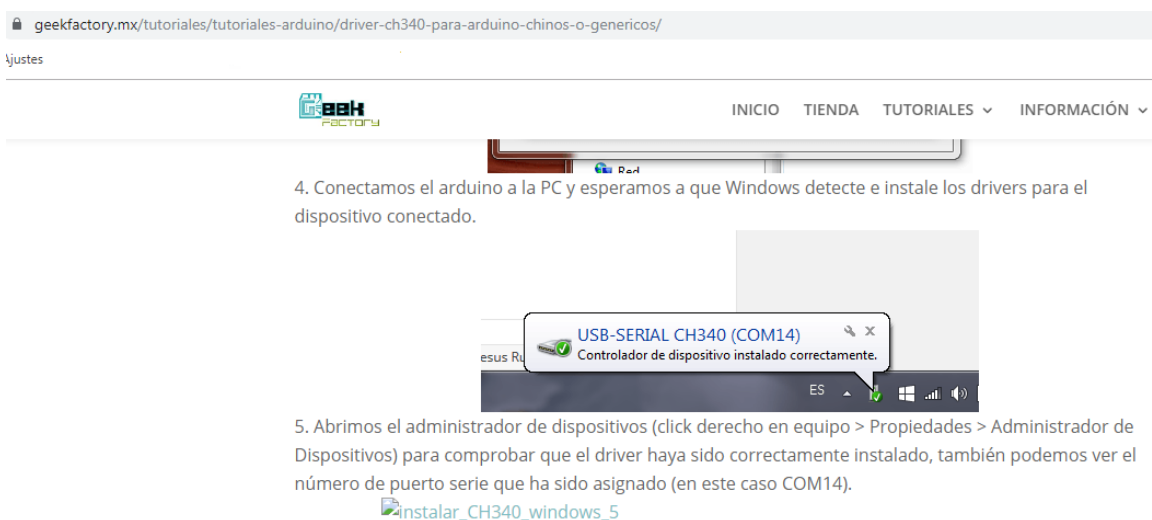 geekfactory.mx/tutoriales/tutoriales-arduino/driver-ch340-para-arduino-chinos-o-genericos/
Ajustes
Geek
Factory
INICIO TIENDA TUTORIALES INFORMACIÓN
Red
4. Conectamos el arduino a la PC y esperamos a que Windows detecte e instale los drivers para el
dispositivo conectado.
USB-SERIAL CH340 (COM14)
esus Ru
Controlador de dispositivo instalado correctamente.
ES
5. Abrimos el administrador de dispositivos (click derecho en equipo > Propiedades > Administrador de
Dispositivos) para comprobar que el driver haya sido correctamente instalado, también podemos ver el
número de puerto serie que ha sido asignado (en este caso COM14).
instalar_CH340_windows_5